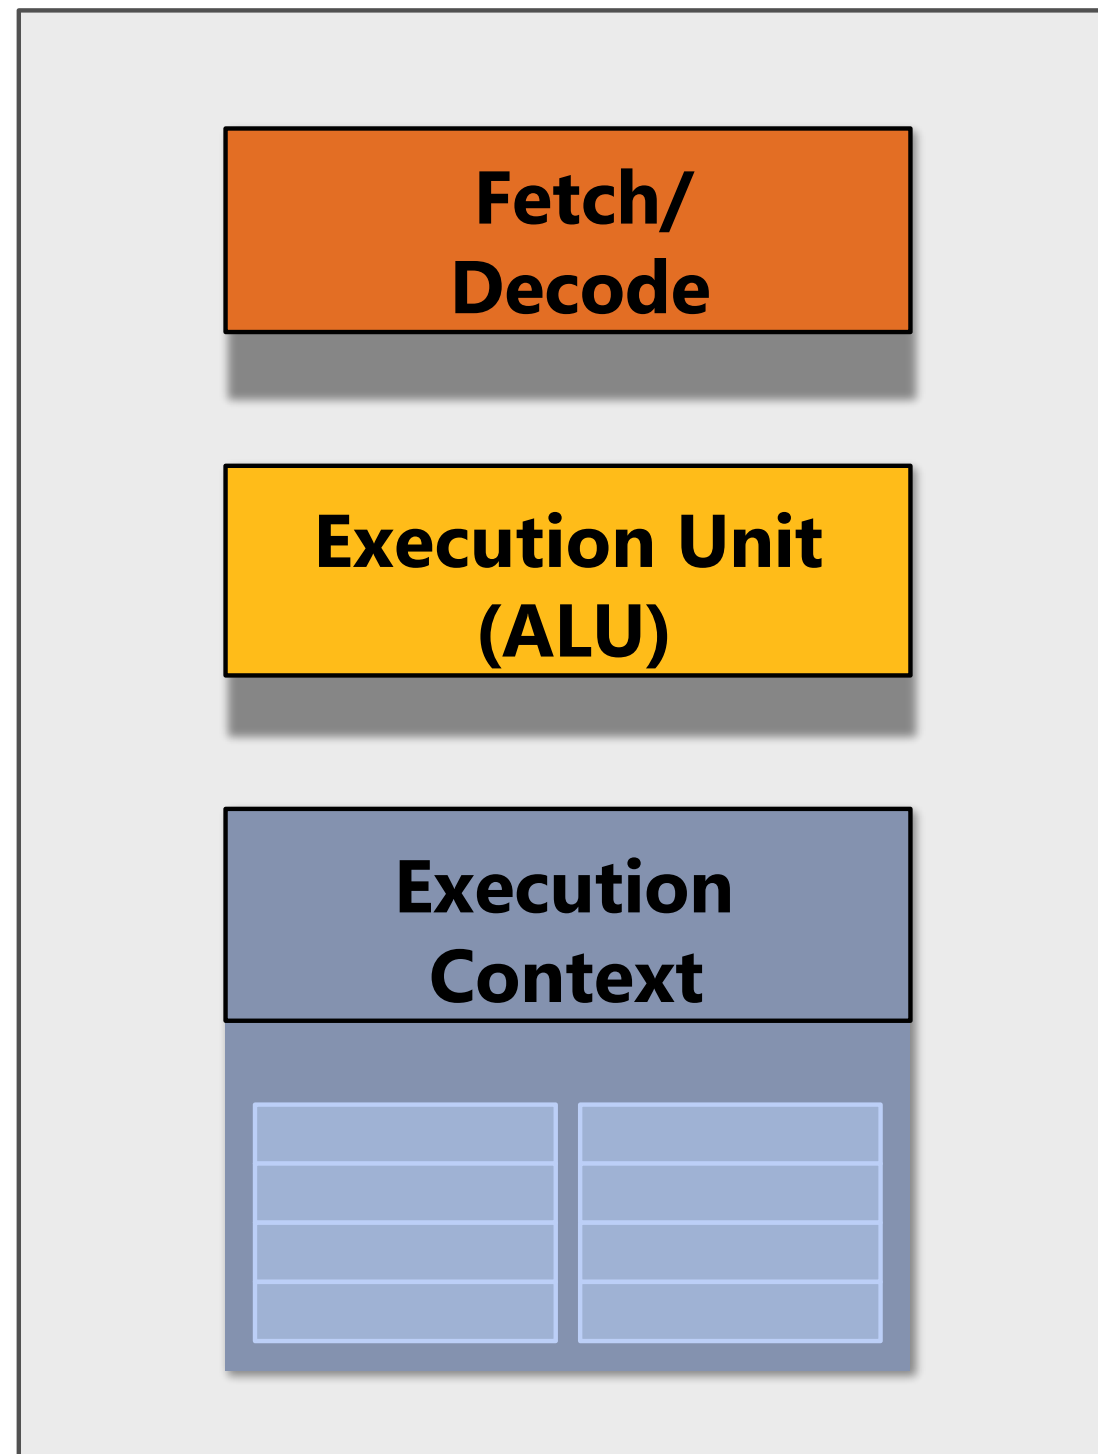 Fetch/
Decode
Execution Unit
(ALU)
Execution
Context